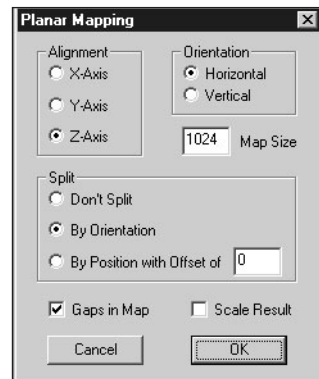 Planar Mapping
Alignment
X-Axis
Y-Axis
Z-Axis
Orientation
Horizontal
Vertical
1024 Map Size
Split
Don't Split
By Orientation
By Position with Offset of 0
Gaps in Map
Scale Result
Cancel
OK